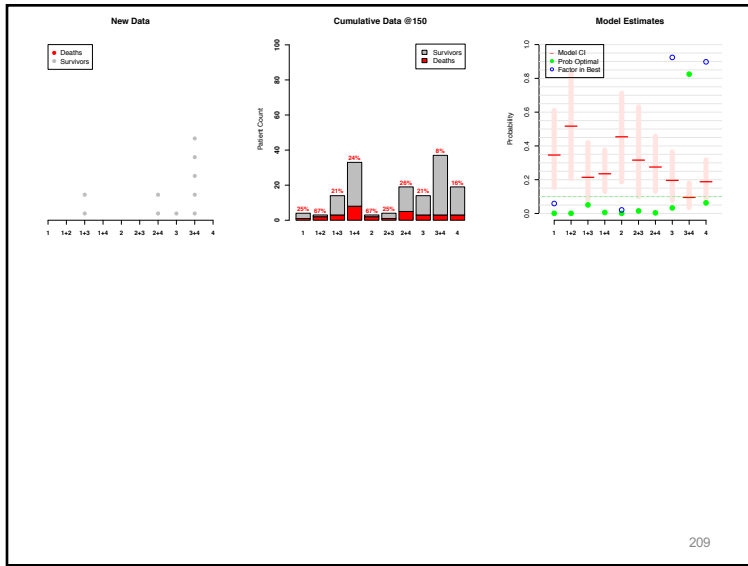 New Data
Deaths
Survivors
1 1+2 1+3 1+4 2 2+3 2+4 3 3+4 4
Cumulative Data @150
Survivors
Deaths
Patient Count
100
80
60
40
20
0
25% 67% 21% 24% 67% 25% 26% 21% 8% 16%
1 1+2 1+3 1+4 2 2+3 2+4 3 3+4 4
Model Estimates
Model CI
Prob Optimal
Factor in Best
Probability
1.0
0.8
0.6
0.4
0.2
0.0
1 1+2 1+3 1+4 2 2+3 2+4 3 3+4 4
209